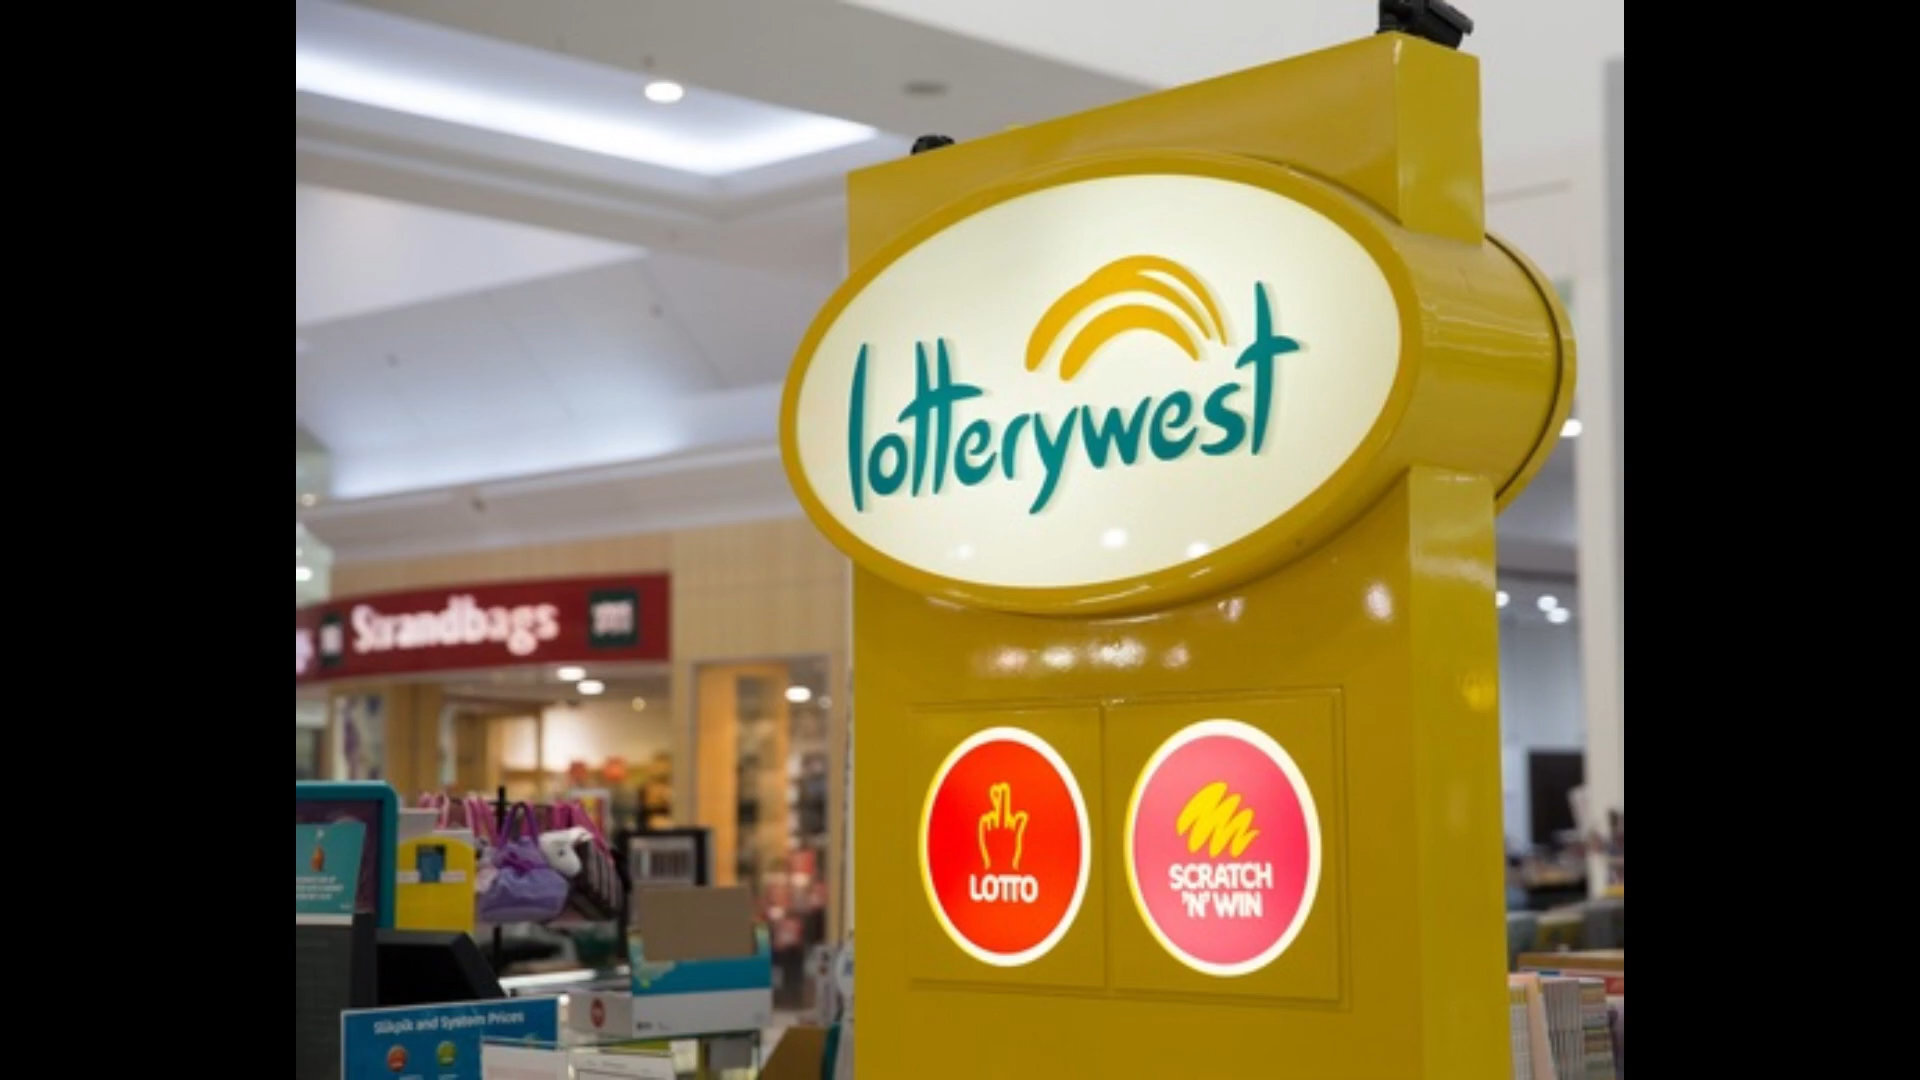 lotterywest
Strandbags
LOTTO
SCRATCH
'N' WIN
Slikpik and System Prices